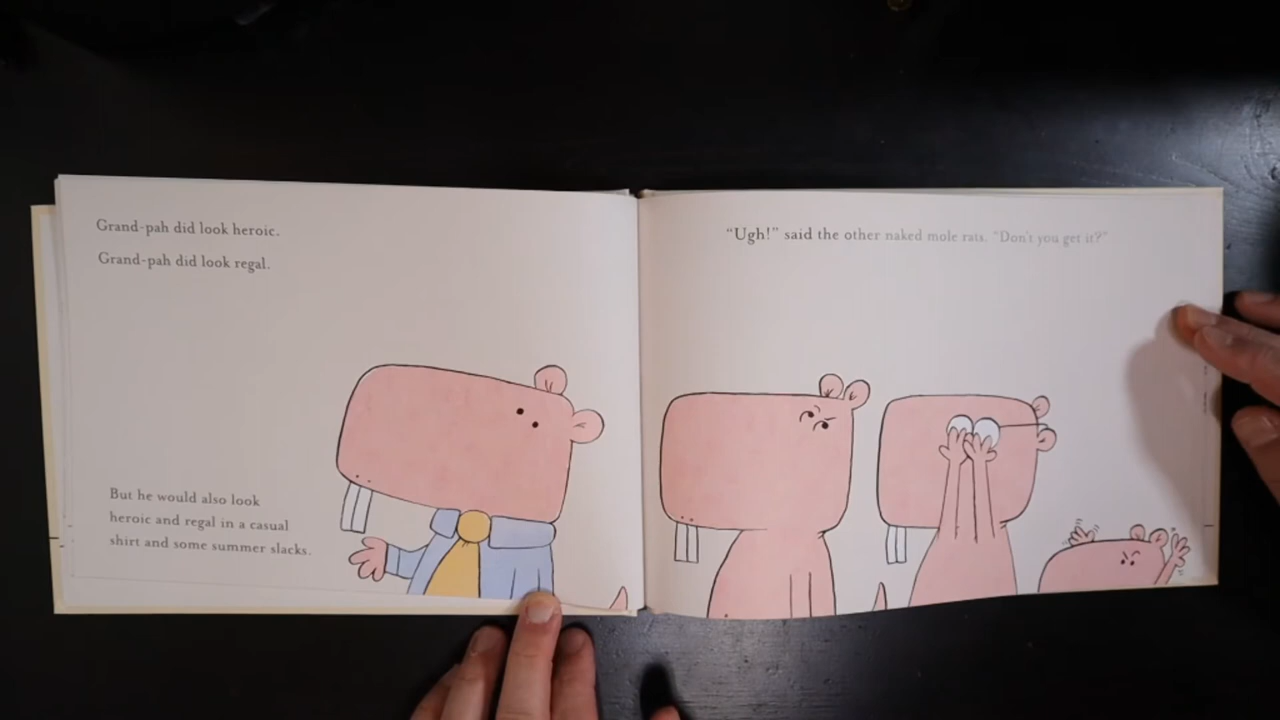 Grand-pah did look heroic.
Grand-pah did look regal.
But he would also look
heroic and regal in a casual
shirt and some summer slacks.
“Ugh!” said the other naked mole rats. “Don’t you get it?”